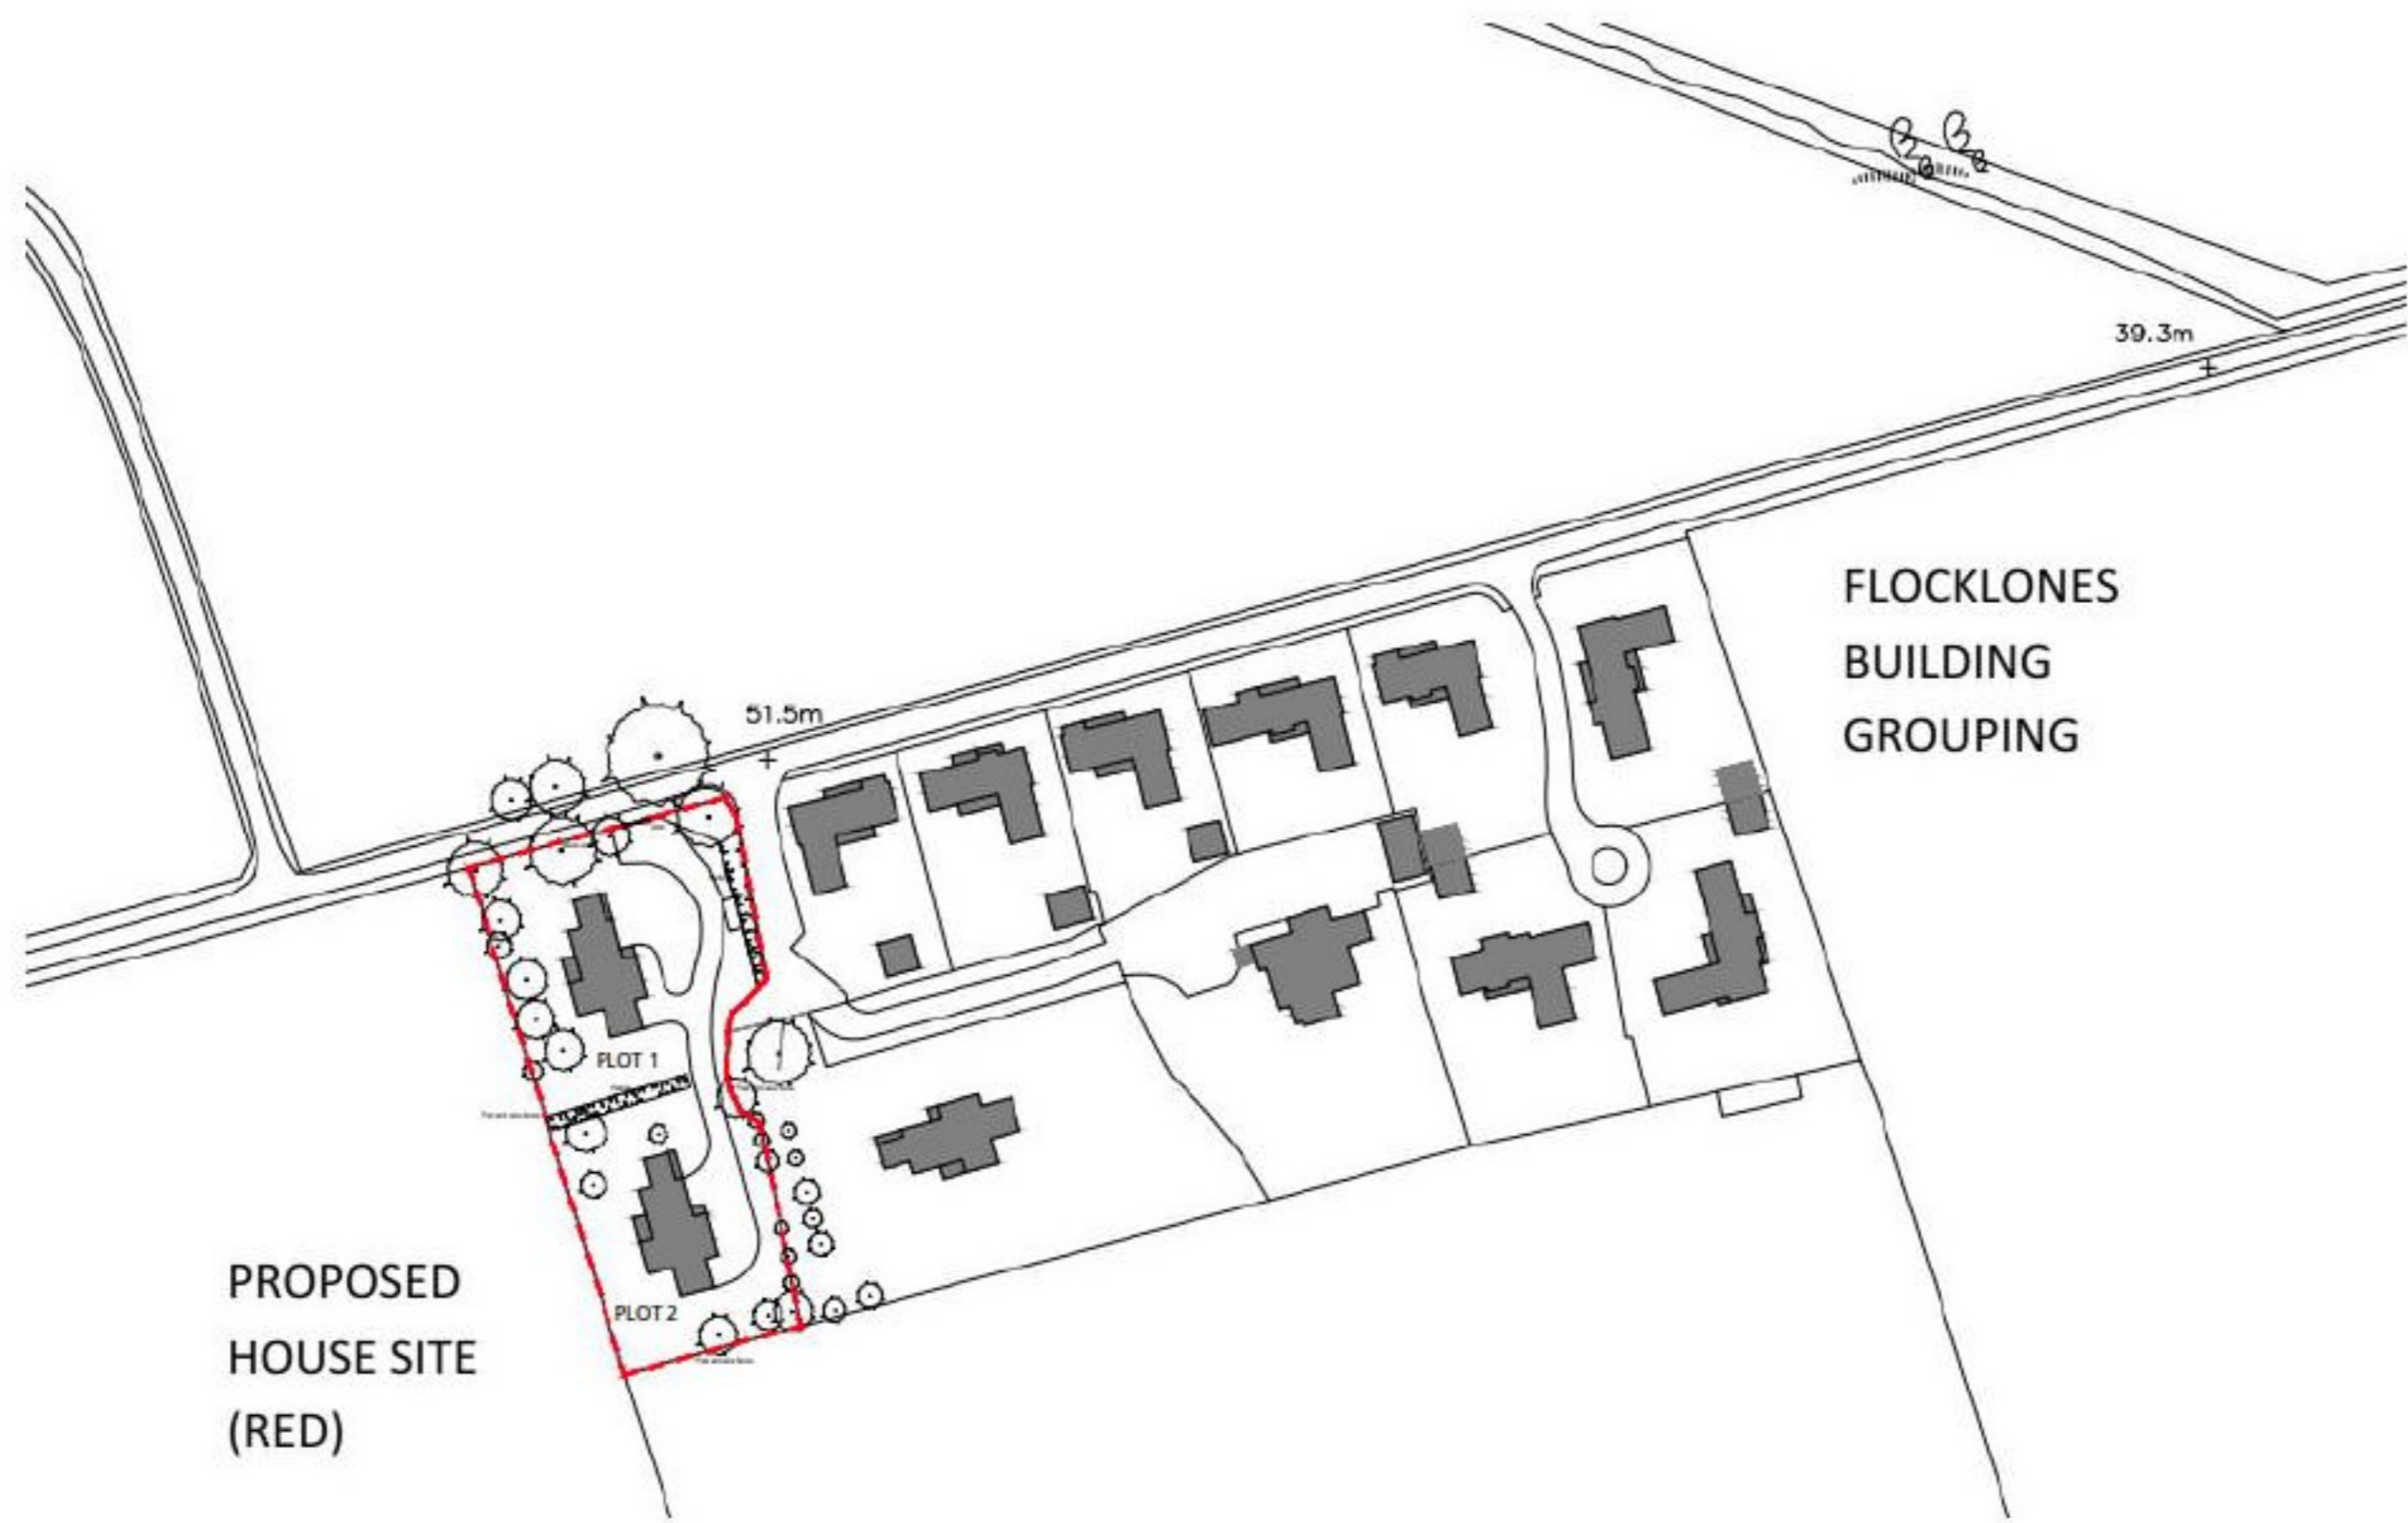 39.3m
FLOCKLONES
BUILDING
GROUPING
51.5m
PLOT 1
PROPOSED
HOUSE SITE
(RED)
PLOT 2